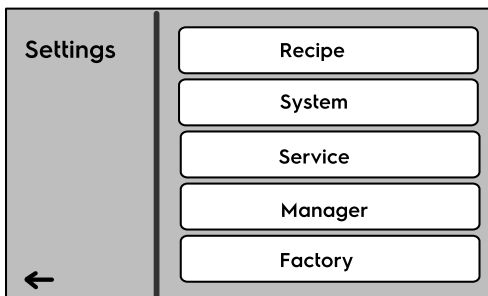 Settings
Recipe
System
Service
Manager
Factory